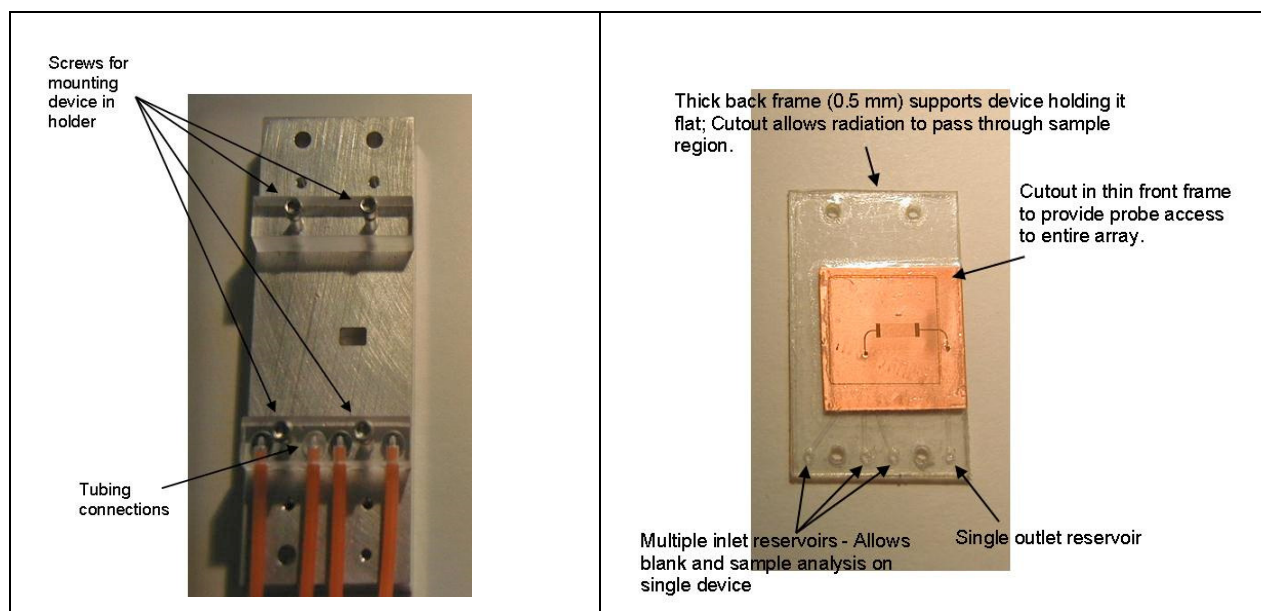 Screws for
mounting
device in
holder
Tubing
connections
Thick back frame (0.5 mm) supports device holding it
flat; Cutout allows radiation to pass through sample
region.
Cutout in thin front frame
to provide probe access
to entire array.
Multiple inlet reservoirs - Allows
blank and sample analysis on
single device
Single outlet reservoir